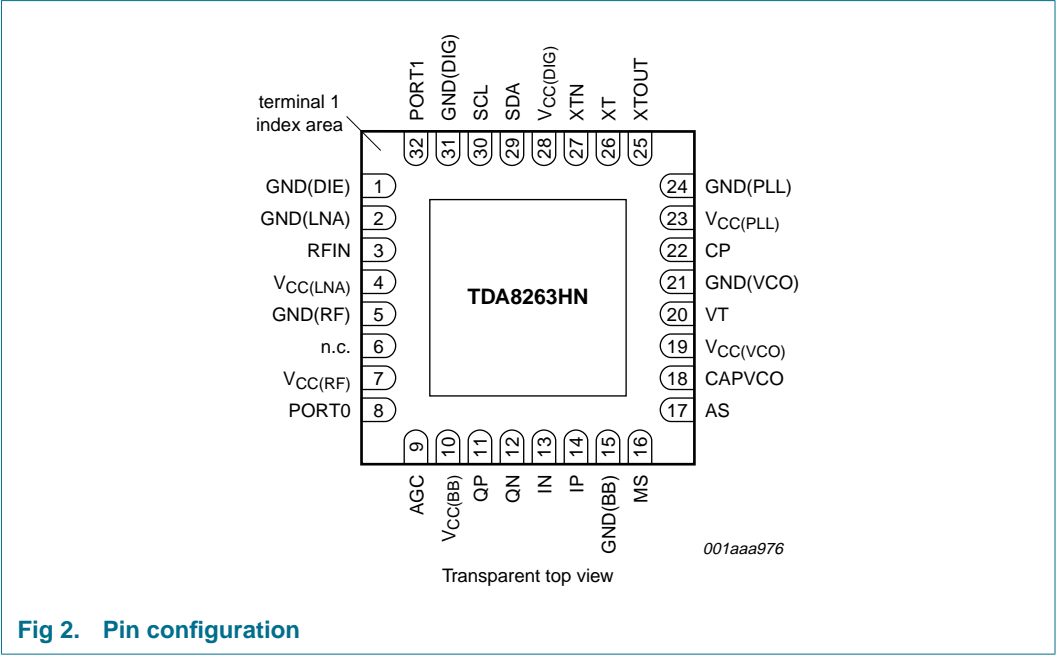 PORT1
GND(DIG)
SCL
SDA
VCC(DIG)
XTN
XT
XTOUT
terminal 1
index area
32 31 30 29 28 27 26 25
GND(DIE) 1 24 GND(PLL)
GND(LNA) 2 23 VCC(PLL)
RFIN 3 22 CP
VCC(LNA) 4 21 GND(VCO)
TDA8263HN
GND(RF) 5 20 VT
n.c. 6 19 VCC(VCO)
VCC(RF) 7 18 CAPVCO
PORT0 8 17 AS
9 10 11 12 13 14 15 16
AGC
VCC(BB)
QP
QN
IN
IP
GND(BB)
MS
001aaa976
Transparent top view
Fig 2. Pin configuration